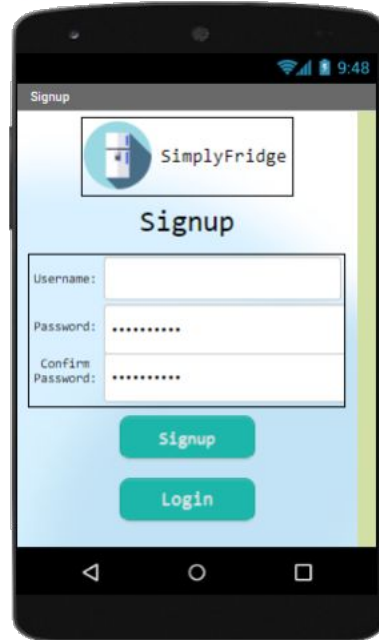 9:48
Signup
SimplyFridge
Signup
Username:
Password: ••••••••••
Confirm
Password: ••••••••••
Signup
Login